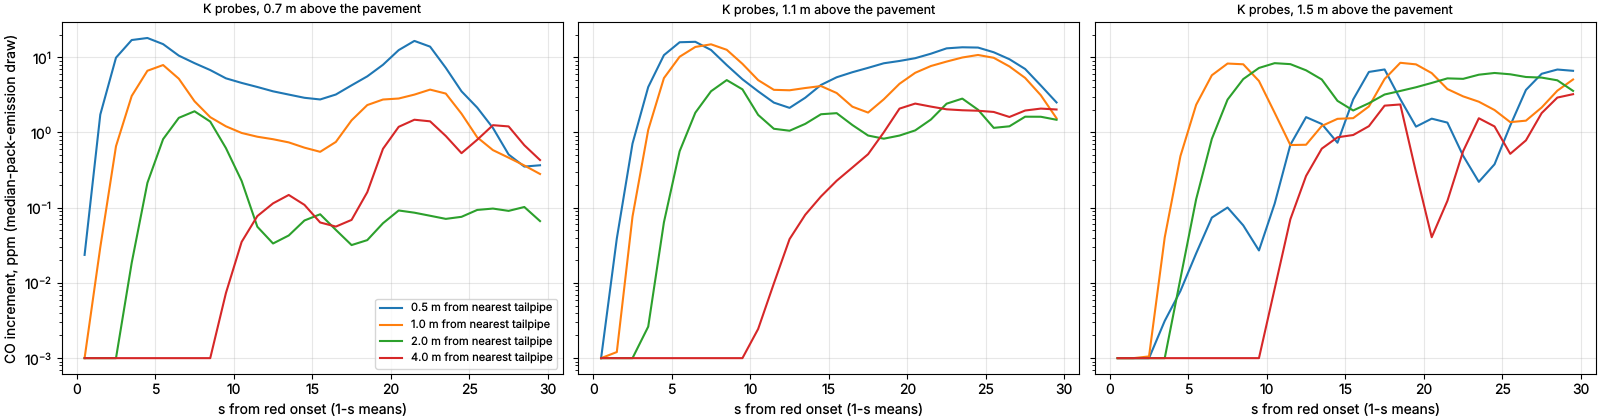 K probes, 0.7 m above the pavement
K probes, 1.1 m above the pavement
K probes, 1.5 m above the pavement
CO increment, ppm (median-pack-emission draw)
10¹
10⁰
10⁻¹
10⁻²
10⁻³
0.5 m from nearest tailpipe
1.0 m from nearest tailpipe
2.0 m from nearest tailpipe
4.0 m from nearest tailpipe
0 5 10 15 20 25 30
0 5 10 15 20 25 30
0 5 10 15 20 25 30
s from red onset (1-s means)
s from red onset (1-s means)
s from red onset (1-s means)